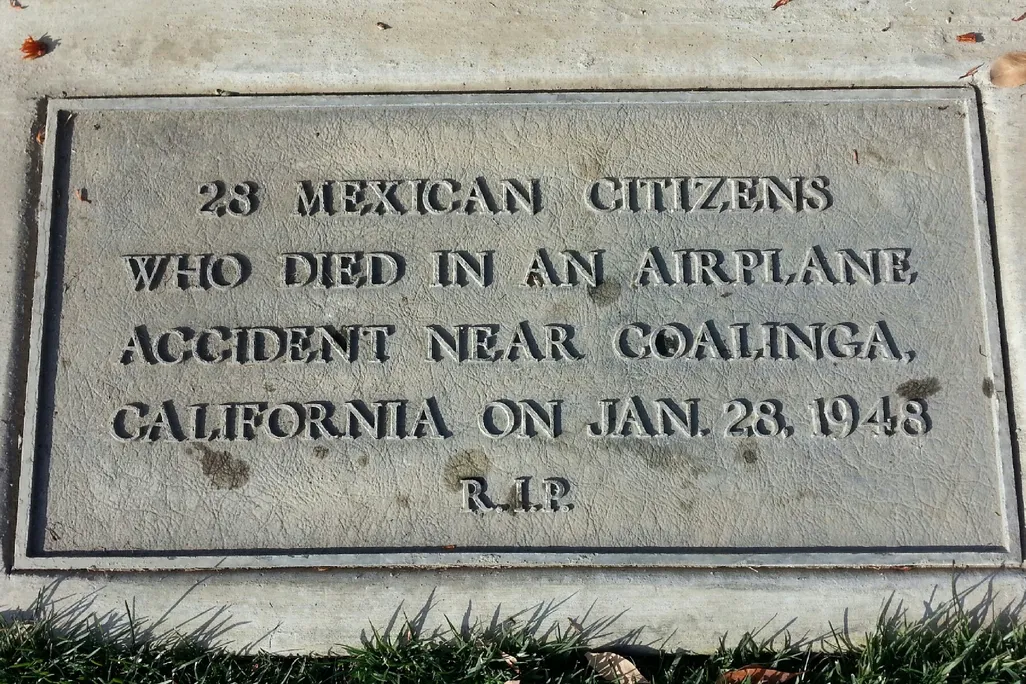 28 MEXICAN CITIZENS
WHO DIED IN AN AIRPLANE
ACCIDENT NEAR COALINGA,
CALIFORNIA ON JAN. 28, 1948
R.I.P.